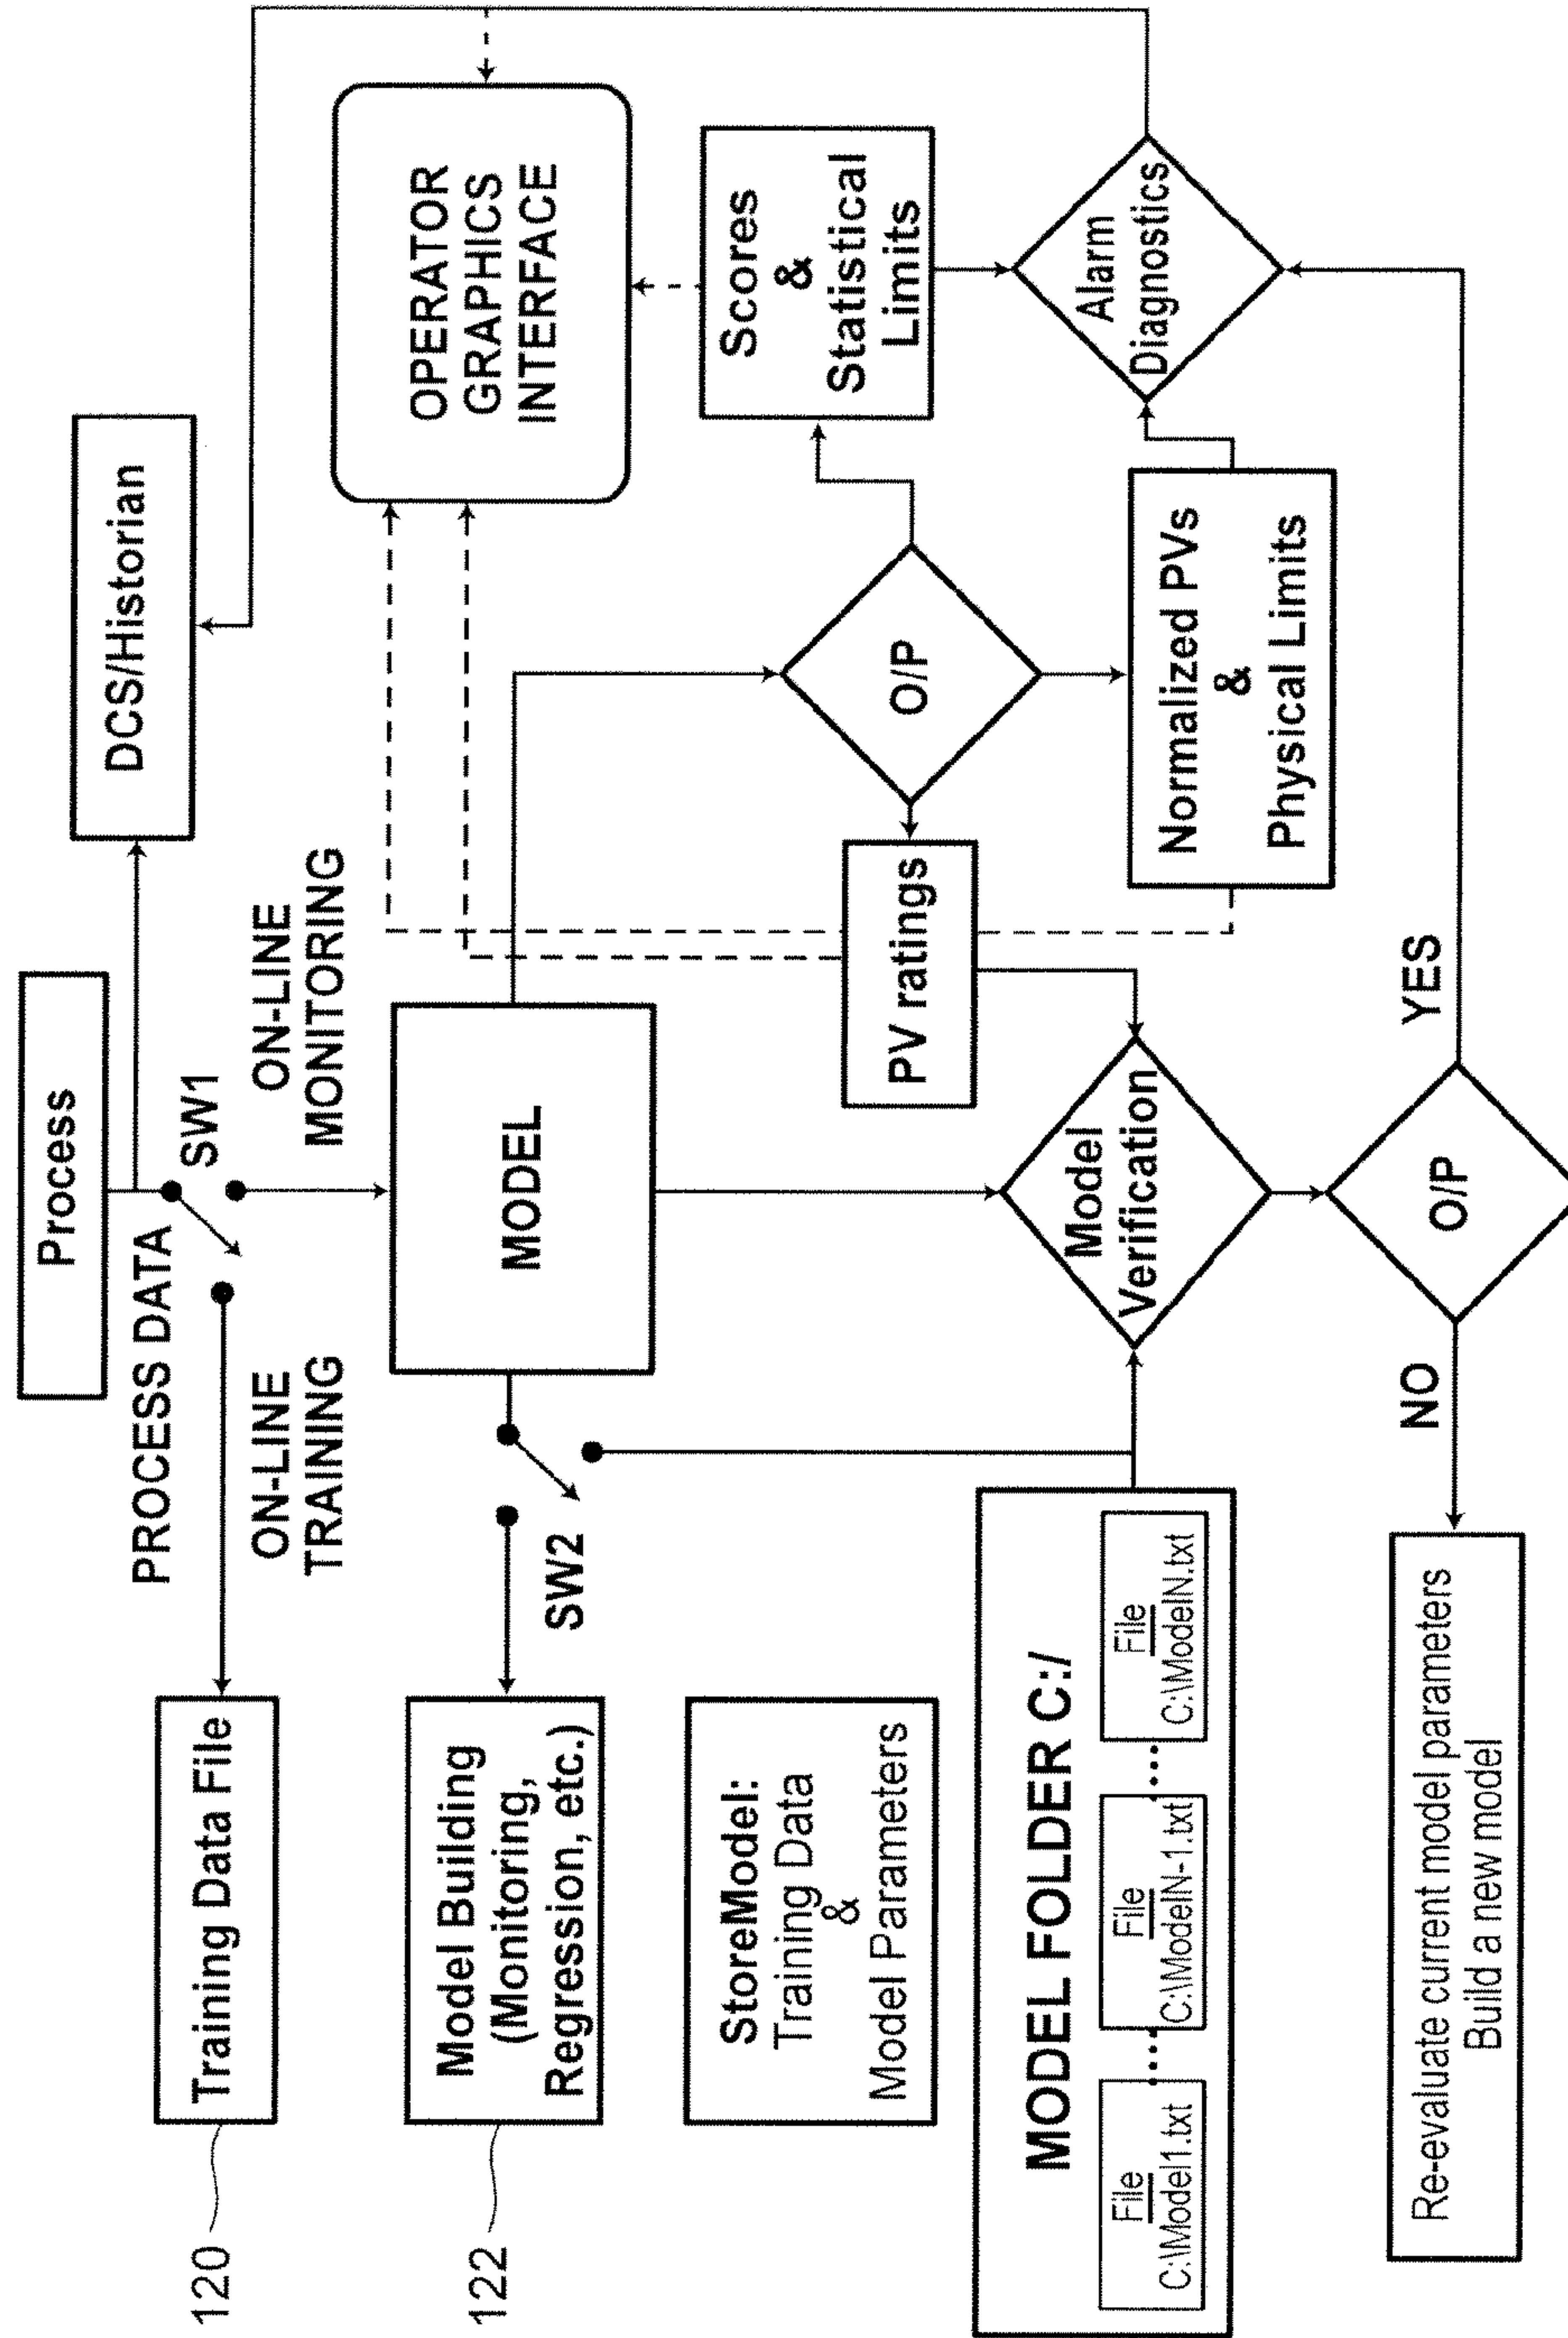 Process
PROCESS DATA
SW1
DCS/Historian
120
Training Data File
ON-LINE
TRAINING
ON-LINE
MONITORING
OPERATOR
GRAPHICS
INTERFACE
122
Model Building
(Monitoring,
Regression, etc.)
SW2
MODEL
StoreModel:
Training Data
&
Model Parameters
PV ratings
O/P
Scores
&
Statistical
Limits
MODEL FOLDER C:/
File
C:\Model1.txt
.....
File
C:\ModelN-1.txt
.....
File
C:\ModelN.txt
Model
Verification
Normalized PVs
&
Physical Limits
Alarm
Diagnostics
Re-evaluate current model parameters
Build a new model
NO
O/P
YES